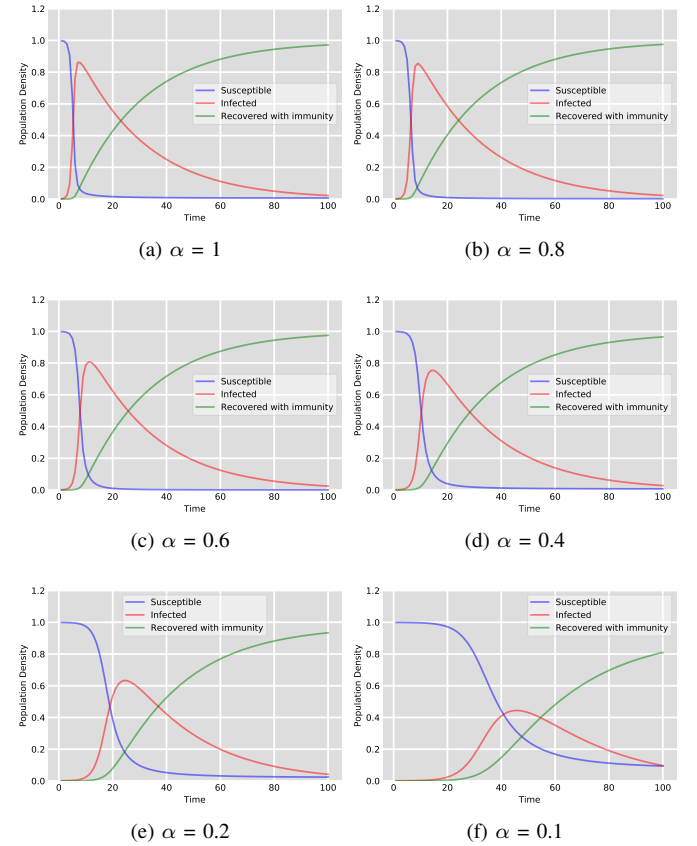 1.2
1.0
0.8
0.6
0.4
0.2
0.0
Population Density
Susceptible
Infected
Recovered with immunity
0 20 40 60 80 100
Time
(a) α = 1
1.2
1.0
0.8
0.6
0.4
0.2
0.0
Population Density
Susceptible
Infected
Recovered with immunity
0 20 40 60 80 100
Time
(b) α = 0.8
1.2
1.0
0.8
0.6
0.4
0.2
0.0
Population Density
Susceptible
Infected
Recovered with immunity
0 20 40 60 80 100
Time
(c) α = 0.6
1.2
1.0
0.8
0.6
0.4
0.2
0.0
Population Density
Susceptible
Infected
Recovered with immunity
0 20 40 60 80 100
Time
(d) α = 0.4
1.2
1.0
0.8
0.6
0.4
0.2
0.0
Population Density
Susceptible
Infected
Recovered with immunity
0 20 40 60 80 100
Time
(e) α = 0.2
1.2
1.0
0.8
0.6
0.4
0.2
0.0
Population Density
Susceptible
Infected
Recovered with immunity
0 20 40 60 80 100
Time
(f) α = 0.1